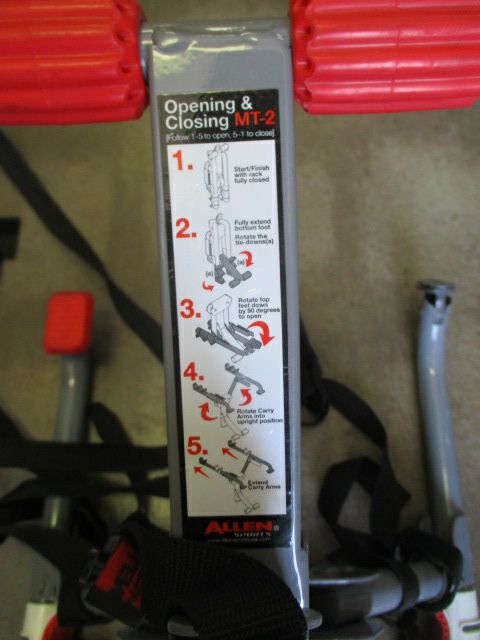 Opening &
Closing MT-2
[Follow 1-5 to open, 5-1 to close]
1.
Start/Finish
with rack
fully closed
2.
Fully extend
bottom foot
Rotate the
tie-downs(a)
(a)
(a)
3.
Rotate top
feet down
by 90 degrees
to open
4.
Rotate Carry
Arms into
upright position
5.
Extend
Carry Arms
ALLEN®
SPORTS